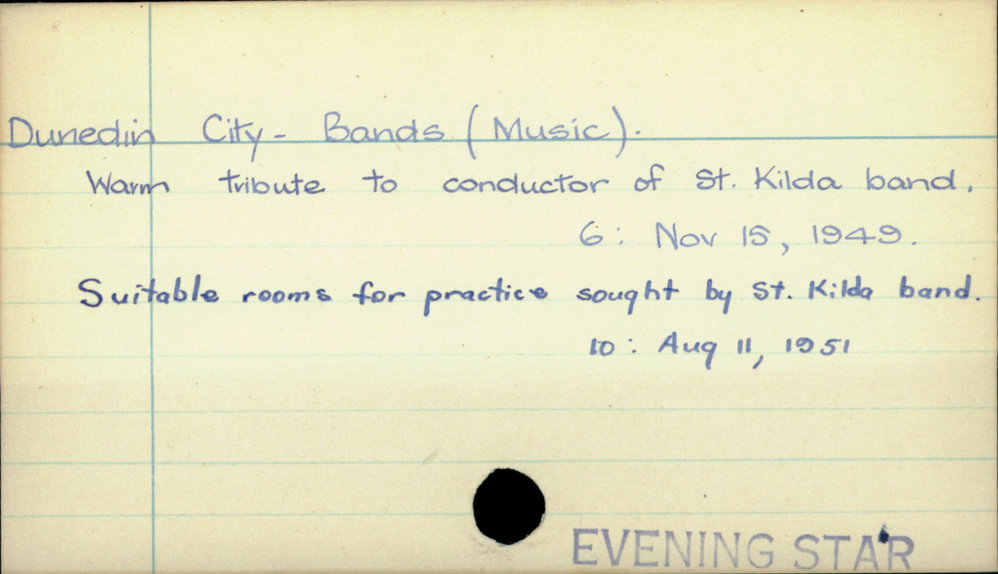 Dunedin City - Bands (Music).
Warm tribute to conductor of St. Kilda band.
6: Nov 15, 1949.
Suitable rooms for practice sought by St. Kilda band.
10: Aug 11, 1951
EVENING STAR